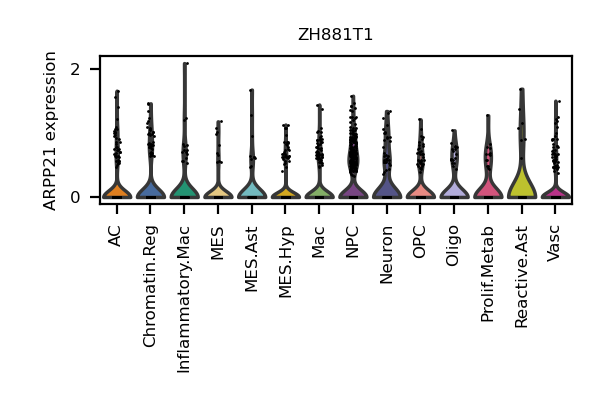 ZH881T1
ARPP21 expression
2
0
AC
Chromatin.Reg
Inflammatory.Mac
MES
MES.Ast
MES.Hyp
Mac
NPC
Neuron
OPC
Oligo
Prolif.Metab
Reactive.Ast
Vasc